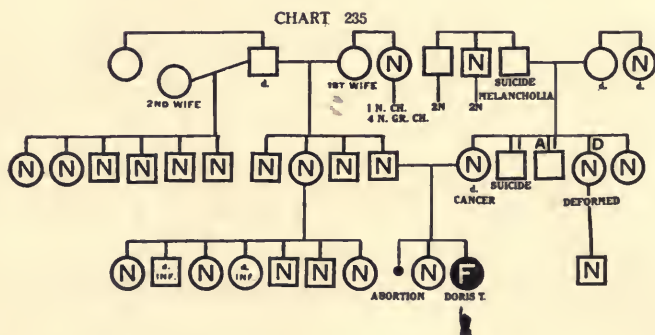 CHART 235
N N
d. 1ST WIFE SUICIDE d. d.
2ND WIFE 1 N. CH. 2N 2N MELANCHOLIA
4 N. GR. CH.
N N N N N N N N N N N A D N
N
d. SUICIDE
CANCER DEFORMED
N d. INF. N d. INF. N N N N F N
ABORTION DORIS T.